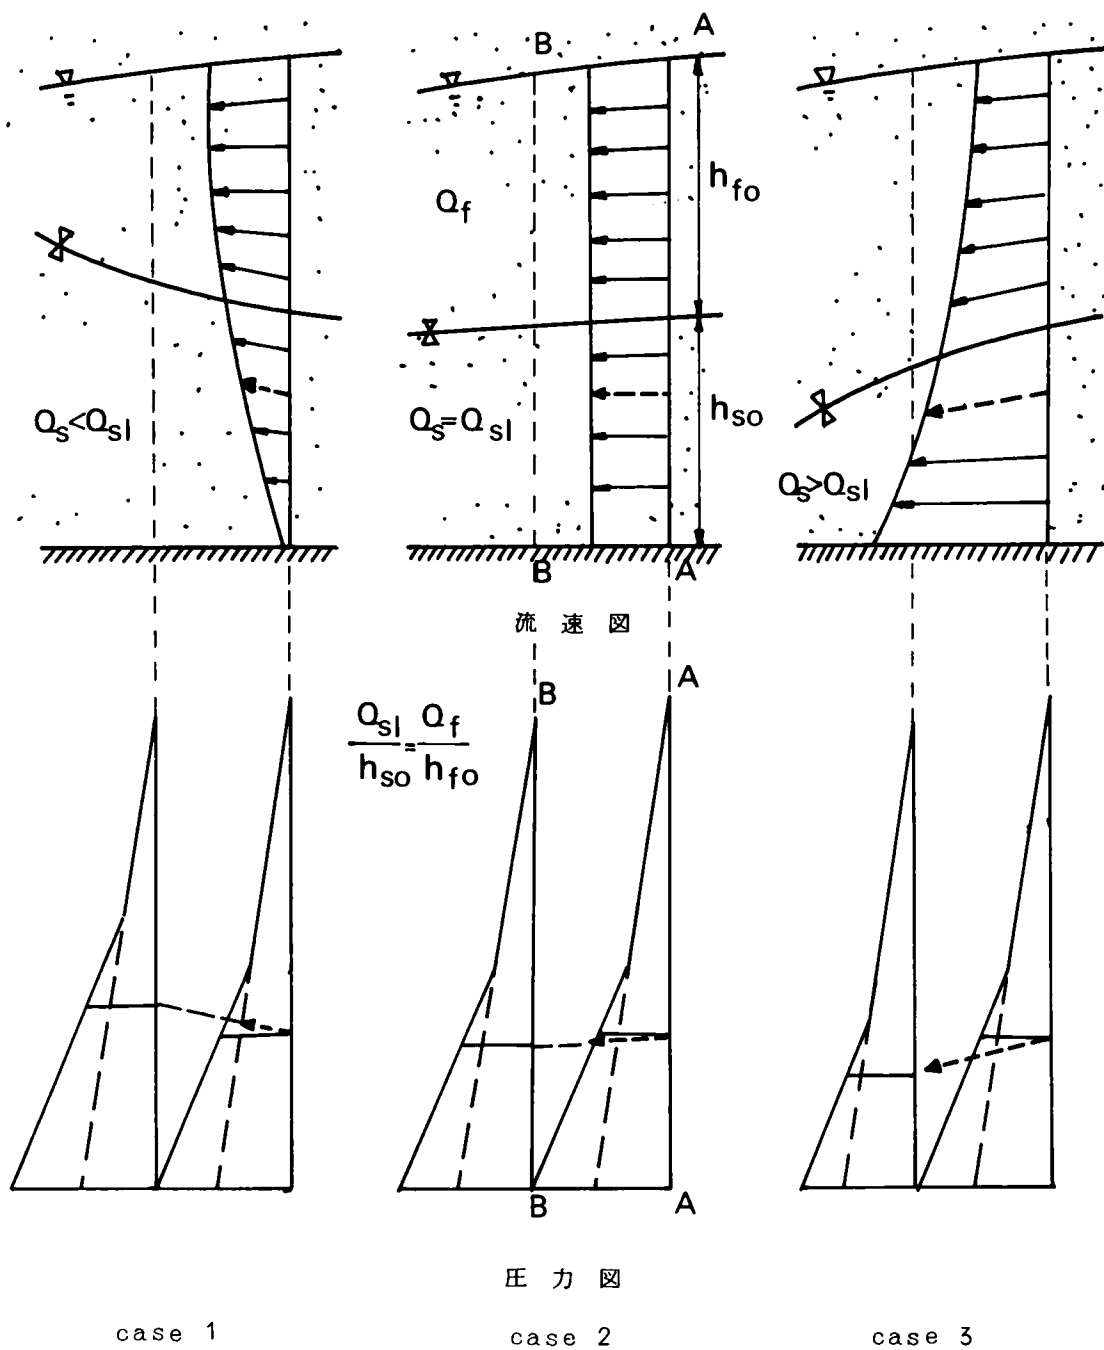 A
B
h_fo
Q_f
Q_s<Q_sl
Q_s=Q_sl
h_so
Q_s>Q_sl
B
A
流速図
A
B
Q_sl/h_so=Q_f/h_fo
B
A
圧力図
case 1
case 2
case 3